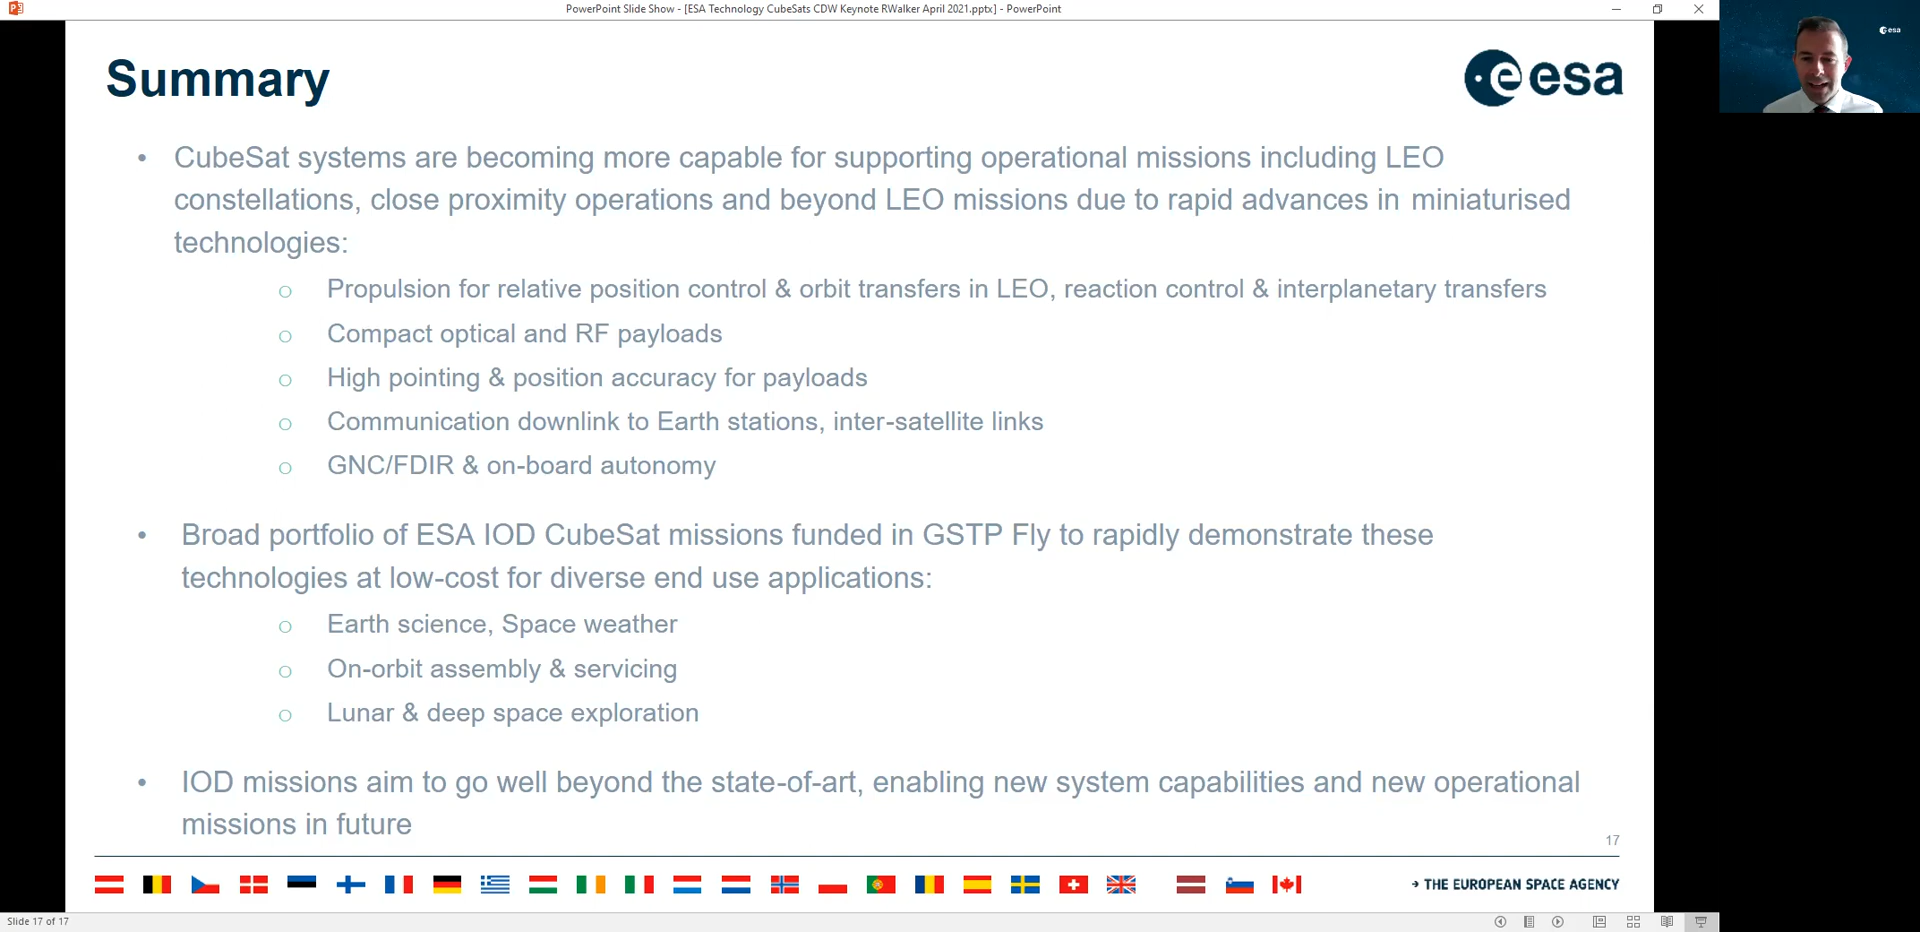 PowerPoint Slide Show - [ESA Technology CubeSats CDW Keynote RWalker April 2021.pptx] - PowerPoint
Summary
esa
esa
• CubeSat systems are becoming more capable for supporting operational missions including LEO
constellations, close proximity operations and beyond LEO missions due to rapid advances in miniaturised
technologies:
o Propulsion for relative position control & orbit transfers in LEO, reaction control & interplanetary transfers
o Compact optical and RF payloads
o High pointing & position accuracy for payloads
o Communication downlink to Earth stations, inter-satellite links
o GNC/FDIR & on-board autonomy
• Broad portfolio of ESA IOD CubeSat missions funded in GSTP Fly to rapidly demonstrate these
technologies at low-cost for diverse end use applications:
o Earth science, Space weather
o On-orbit assembly & servicing
o Lunar & deep space exploration
• IOD missions aim to go well beyond the state-of-art, enabling new system capabilities and new operational
missions in future
17
→ THE EUROPEAN SPACE AGENCY
Slide 17 of 17